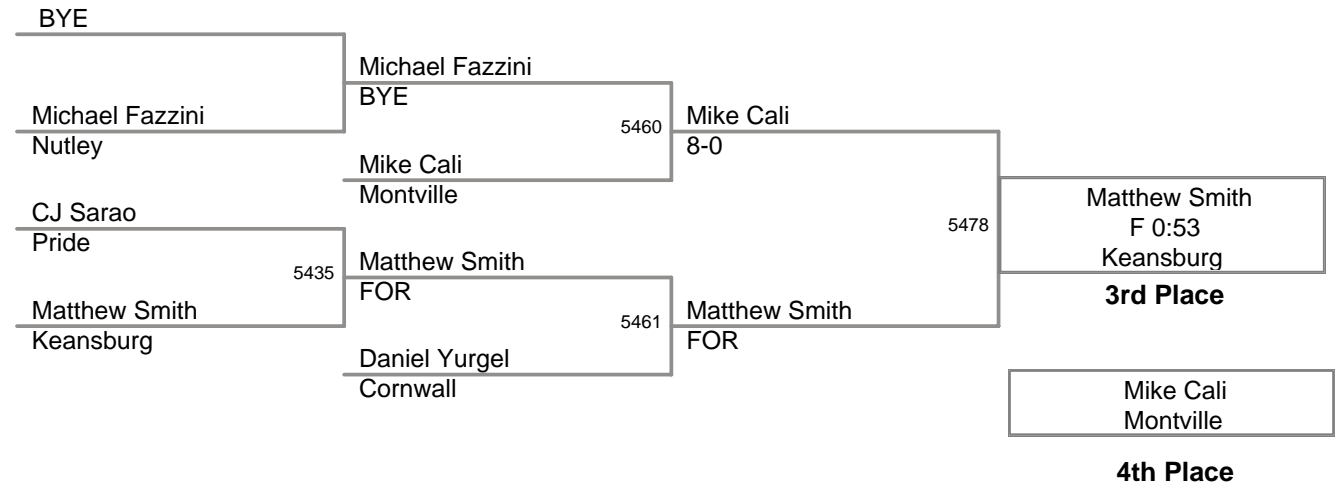 BYE
Michael Fazzini
BYE
Michael Fazzini
Nutley
5460
Mike Cali
8-0
Mike Cali
Montville
CJ Sarao
Pride
5435
Matthew Smith
FOR
Matthew Smith
Keansburg
5461
Matthew Smith
FOR
Daniel Yurgel
Cornwall
5478
Matthew Smith
F 0:53
Keansburg
3rd Place
Mike Cali
Montville
4th Place